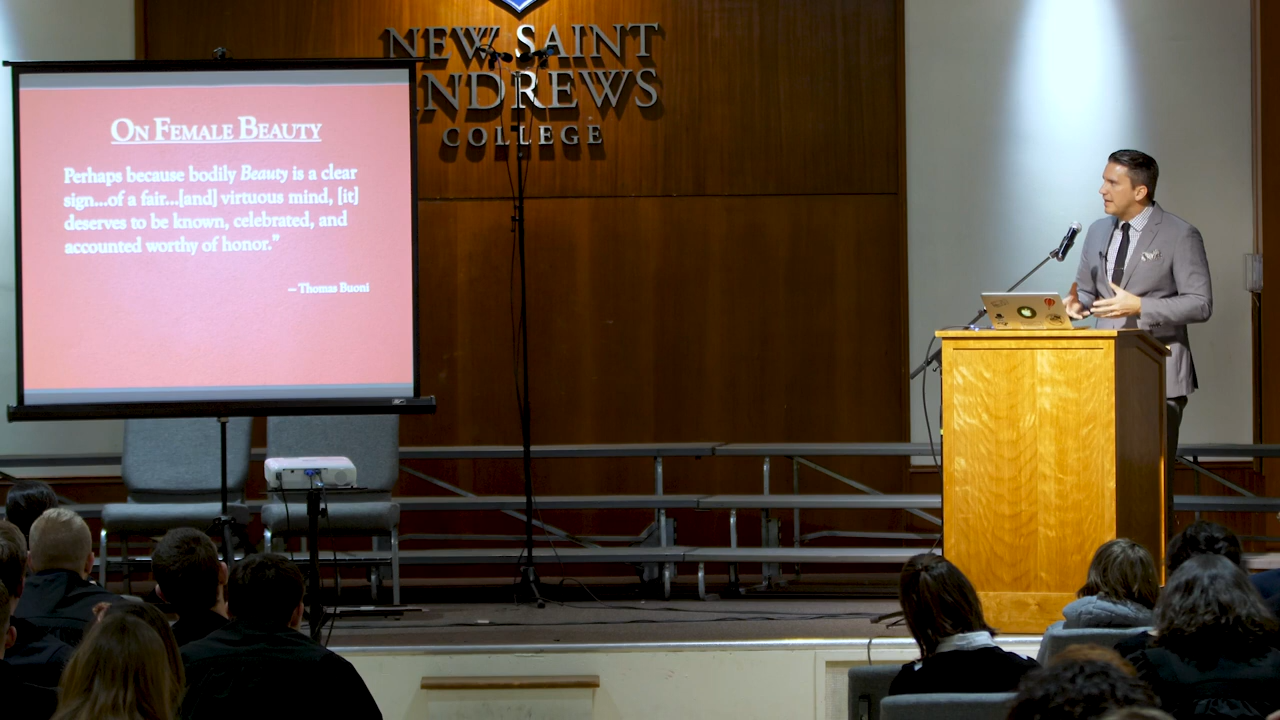 NEW SAINT
ANDREWS
COLLEGE
ON FEMALE BEAUTY
Perhaps because bodily Beauty is a clear
sign...of a fair...[and] virtuous mind, [it]
deserves to be known, celebrated, and
accounted worthy of honor."
– Thomas Buoni